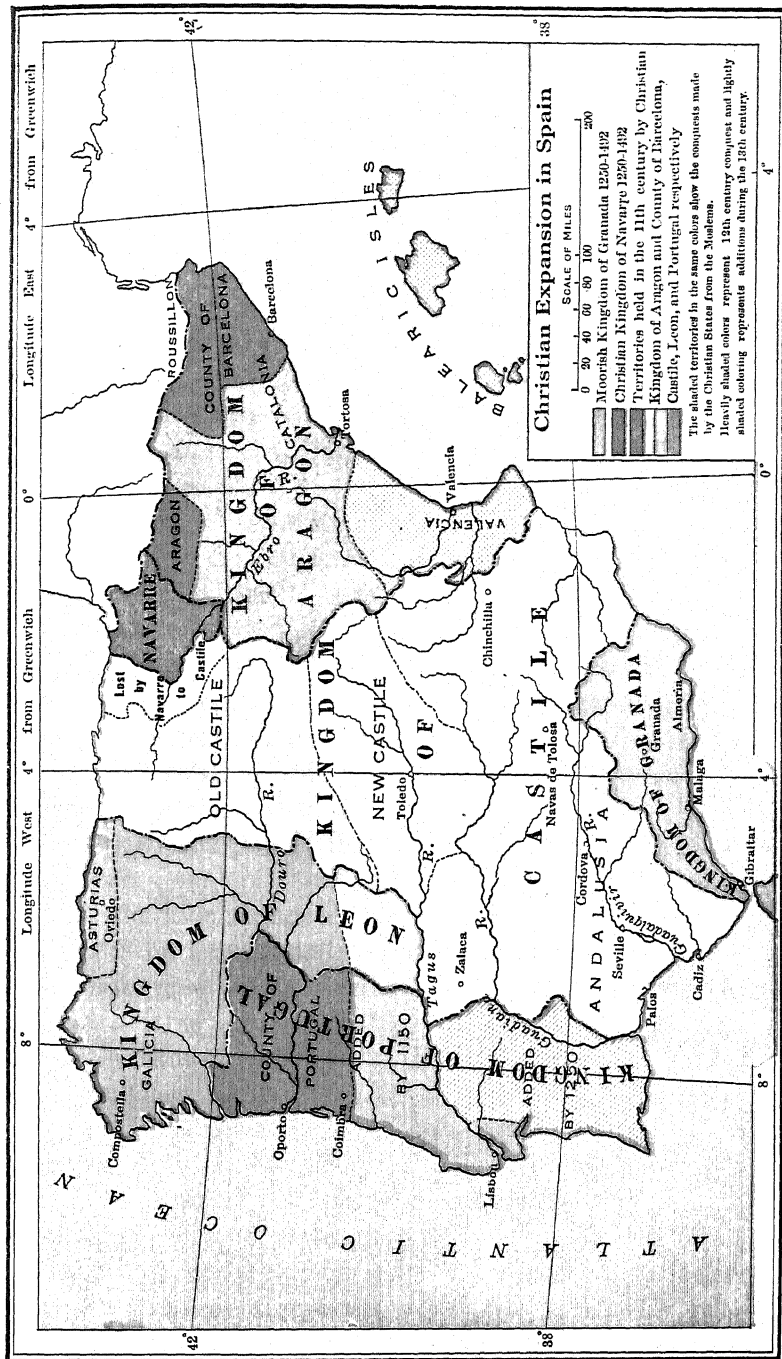 Longitude West 4° from Greenwich 0° Longitude East 4° from Greenwich
42°
42°
38°
38°
8°
8°
4°
0°
4°
ATLANTIC OCEAN
Compostella
GALICIA
ASTURIAS
Oviedo
KINGDOM OF LEON
Lost
by
Navarre
to
Castile
NAVARRE
ARAGON
ROUSSILLON
COUNTY OF
BARCELONA
Barcelona
CATALONIA
KINGDOM
OF
ARAGON
Ebro R.
Tortosa
OLD CASTILE
Douro R.
Oporto
COUNTY OF
PORTUGAL
Coimbra
ADDED
BY 1150
KINGDOM OF PORTUGAL
ADDED
BY 1250
Lisbon
Tagus R.
Zalaca
R.
Guadian
KINGDOM
OF
CASTILE
NEW CASTILE
Toledo
VALENCIA
Valencia
Chinchilla
Navas de Tolosa
Cordova
ANDALUSIA
Seville
Guadalquivir R.
Palos
Cadiz
Gibraltar
KINGDOM OF GRANADA
Granada
Malaga
Almeria
BALEARIC ISLES
Christian Expansion in Spain
SCALE OF MILES
0 20 40 60 80 100 200
Moorish Kingdom of Granada 1250-1492
Christian Kingdom of Navarre 1250-1492
Territories held in the 11th century by Christian
Kingdom of Aragon and County of Barcelona,
Castile, Leon, and Portugal respectively
The shaded territories in the same colors show the conquests made
by the Christian States from the Moslems.
Heavily shaded colors represent 12th century conquest and lightly
shaded coloring represents additions during the 13th century.